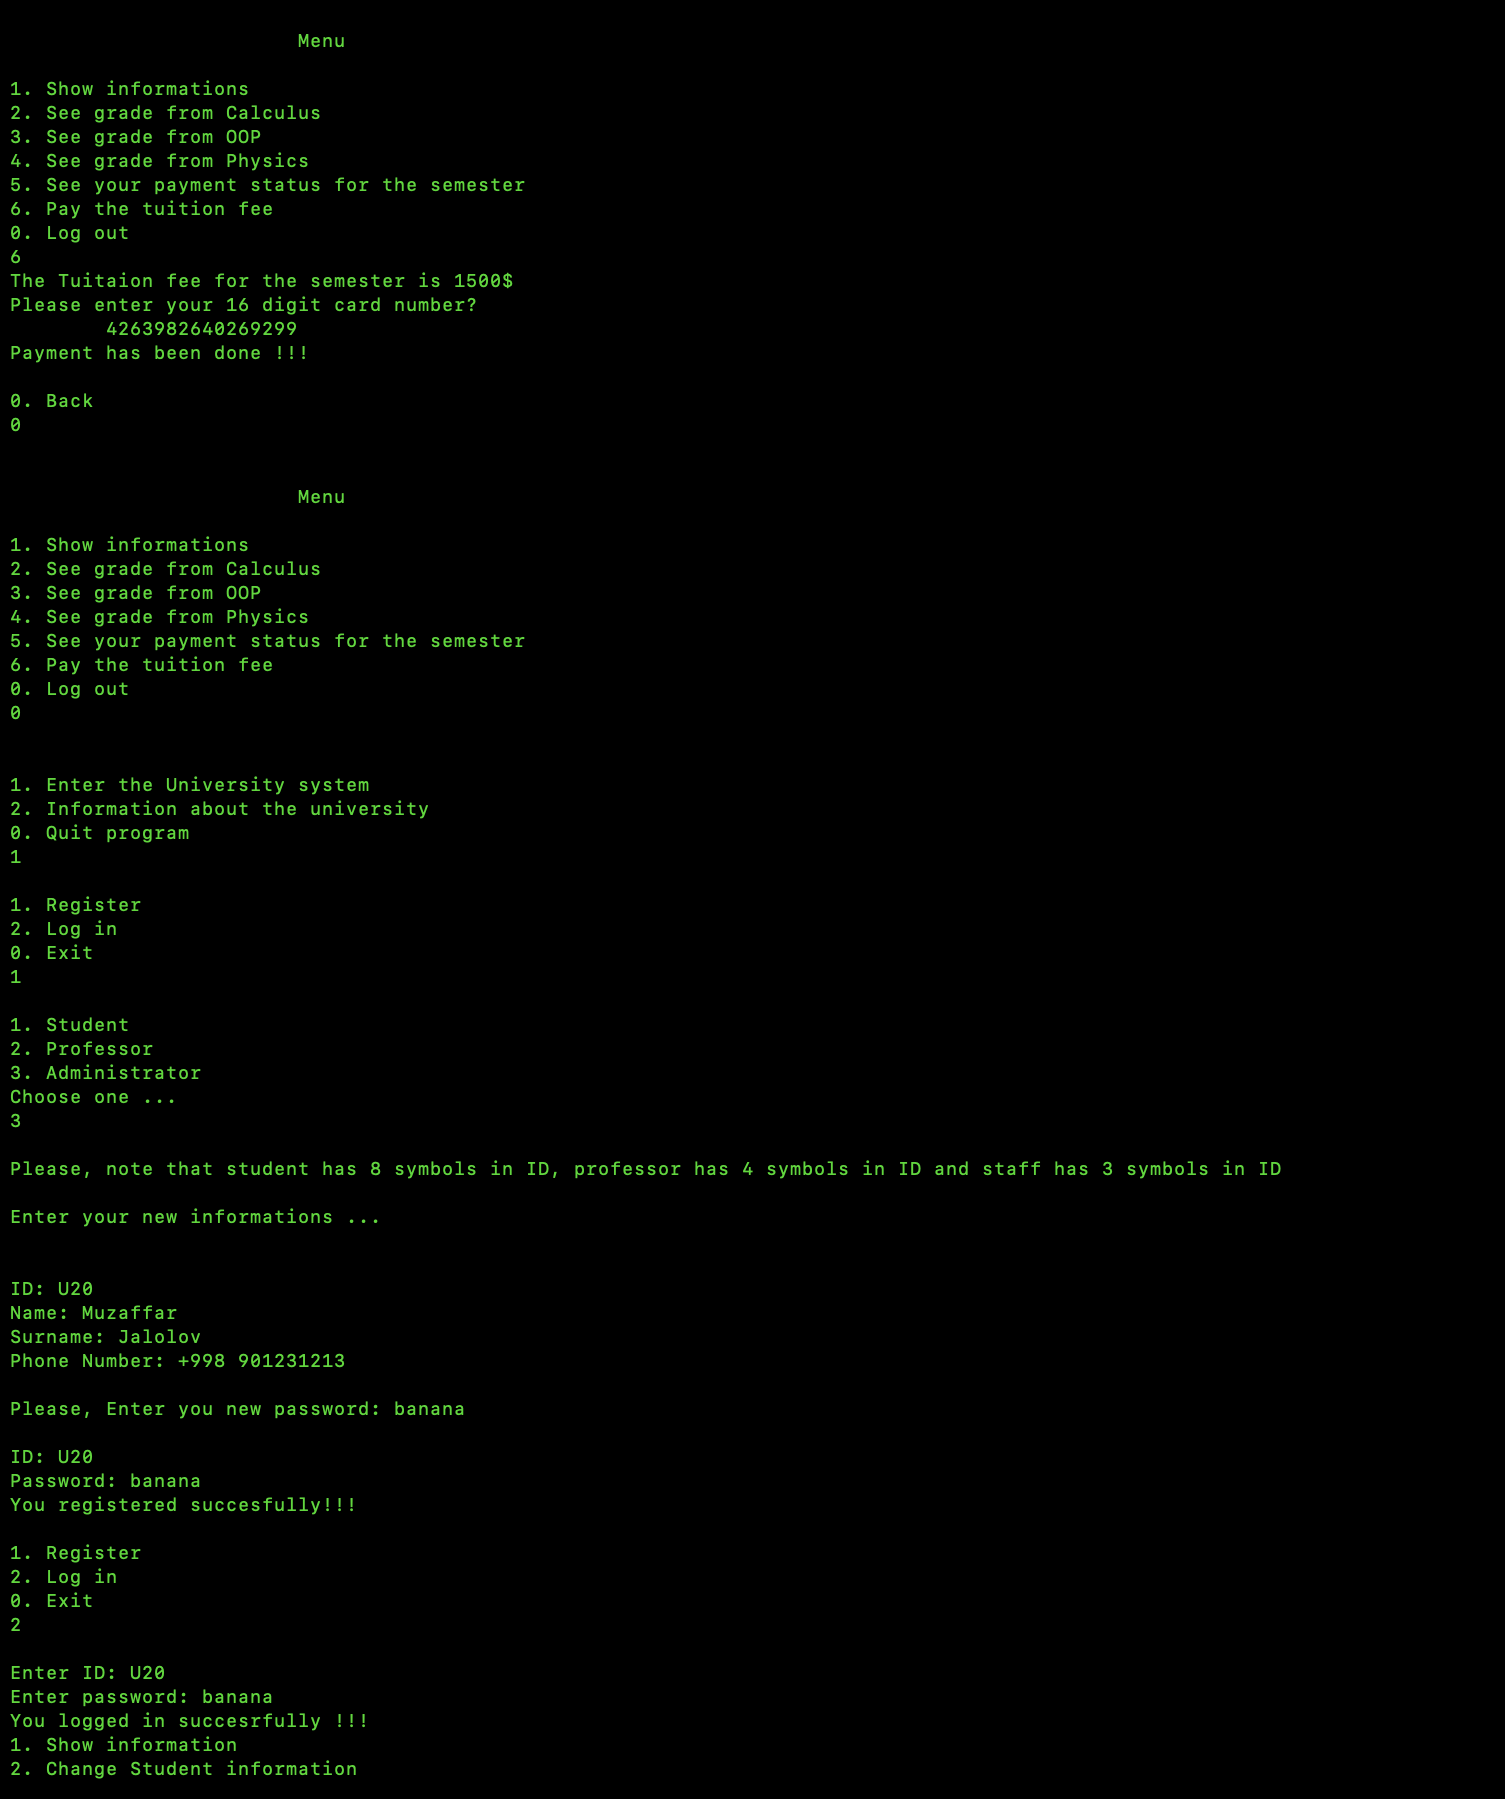 Menu
1. Show informations
2. See grade from Calculus
3. See grade from OOP
4. See grade from Physics
5. See your payment status for the semester
6. Pay the tuition fee
0. Log out
6
The Tuitaion fee for the semester is 1500$
Please enter your 16 digit card number?
4263982640269299
Payment has been done !!!
0. Back
0
Menu
1. Show informations
2. See grade from Calculus
3. See grade from OOP
4. See grade from Physics
5. See your payment status for the semester
6. Pay the tuition fee
0. Log out
0
1. Enter the University system
2. Information about the university
0. Quit program
1
1. Register
2. Log in
0. Exit
1
1. Student
2. Professor
3. Administrator
Choose one ...
3
Please, note that student has 8 symbols in ID, professor has 4 symbols in ID and staff has 3 symbols in ID
Enter your new informations ...
ID: U20
Name: Muzaffar
Surname: Jalolov
Phone Number: +998 901231213
Please, Enter you new password: banana
ID: U20
Password: banana
You registered succesfully!!!
1. Register
2. Log in
0. Exit
2
Enter ID: U20
Enter password: banana
You logged in succesrfully !!!
1. Show information
2. Change Student information